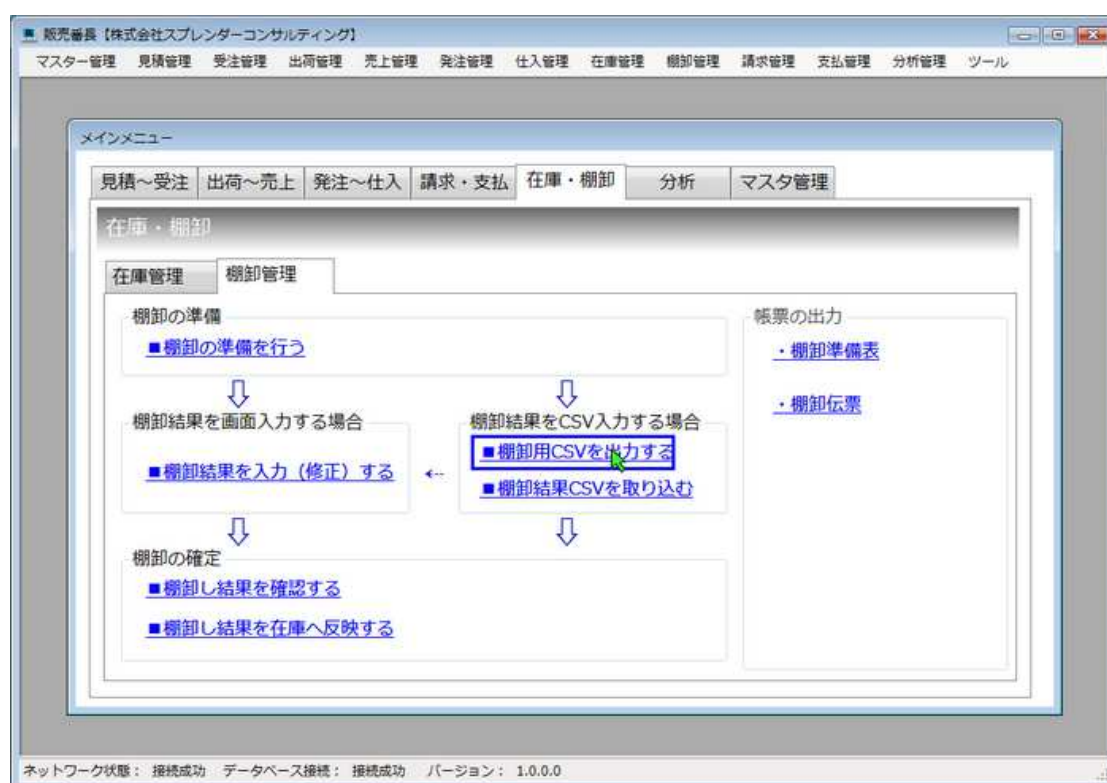 販売番長【株式会社スプレンダーコンサルティング】
マスター管理 見積管理 受注管理 出荷管理 売上管理 発注管理 仕入管理 在庫管理 棚卸管理 請求管理 支払管理 分析管理 ツール
メインメニュー
見積～受注 出荷～売上 発注～仕入 請求・支払 在庫・棚卸 分析 マスタ管理
在庫・棚卸
在庫管理 棚卸管理
棚卸の準備
■棚卸の準備を行う
帳票の出力
・棚卸準備表
・棚卸伝票
棚卸結果を画面入力する場合
■棚卸結果を入力（修正）する
棚卸結果をCSV入力する場合
■棚卸用CSVを出力する
■棚卸結果CSVを取り込む
棚卸の確定
■棚卸し結果を確認する
■棚卸し結果を在庫へ反映する
ネットワーク状態： 接続成功 データベース接続： 接続成功 バージョン： 1.0.0.0